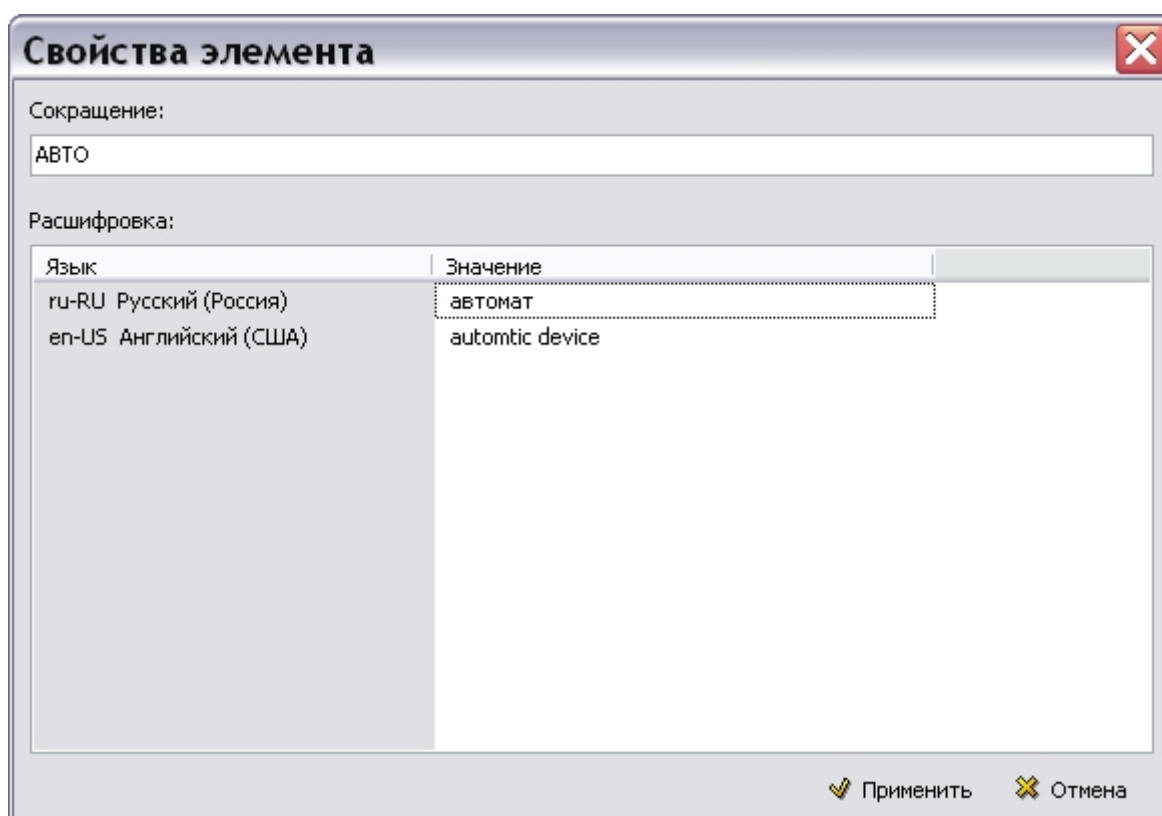 Свойства элемента
Сокращение:
АВТО
Расшифровка:
Язык Значение
ru-RU Русский (Россия) автомат
en-US Английский (США) automtic device
Применить Отмена